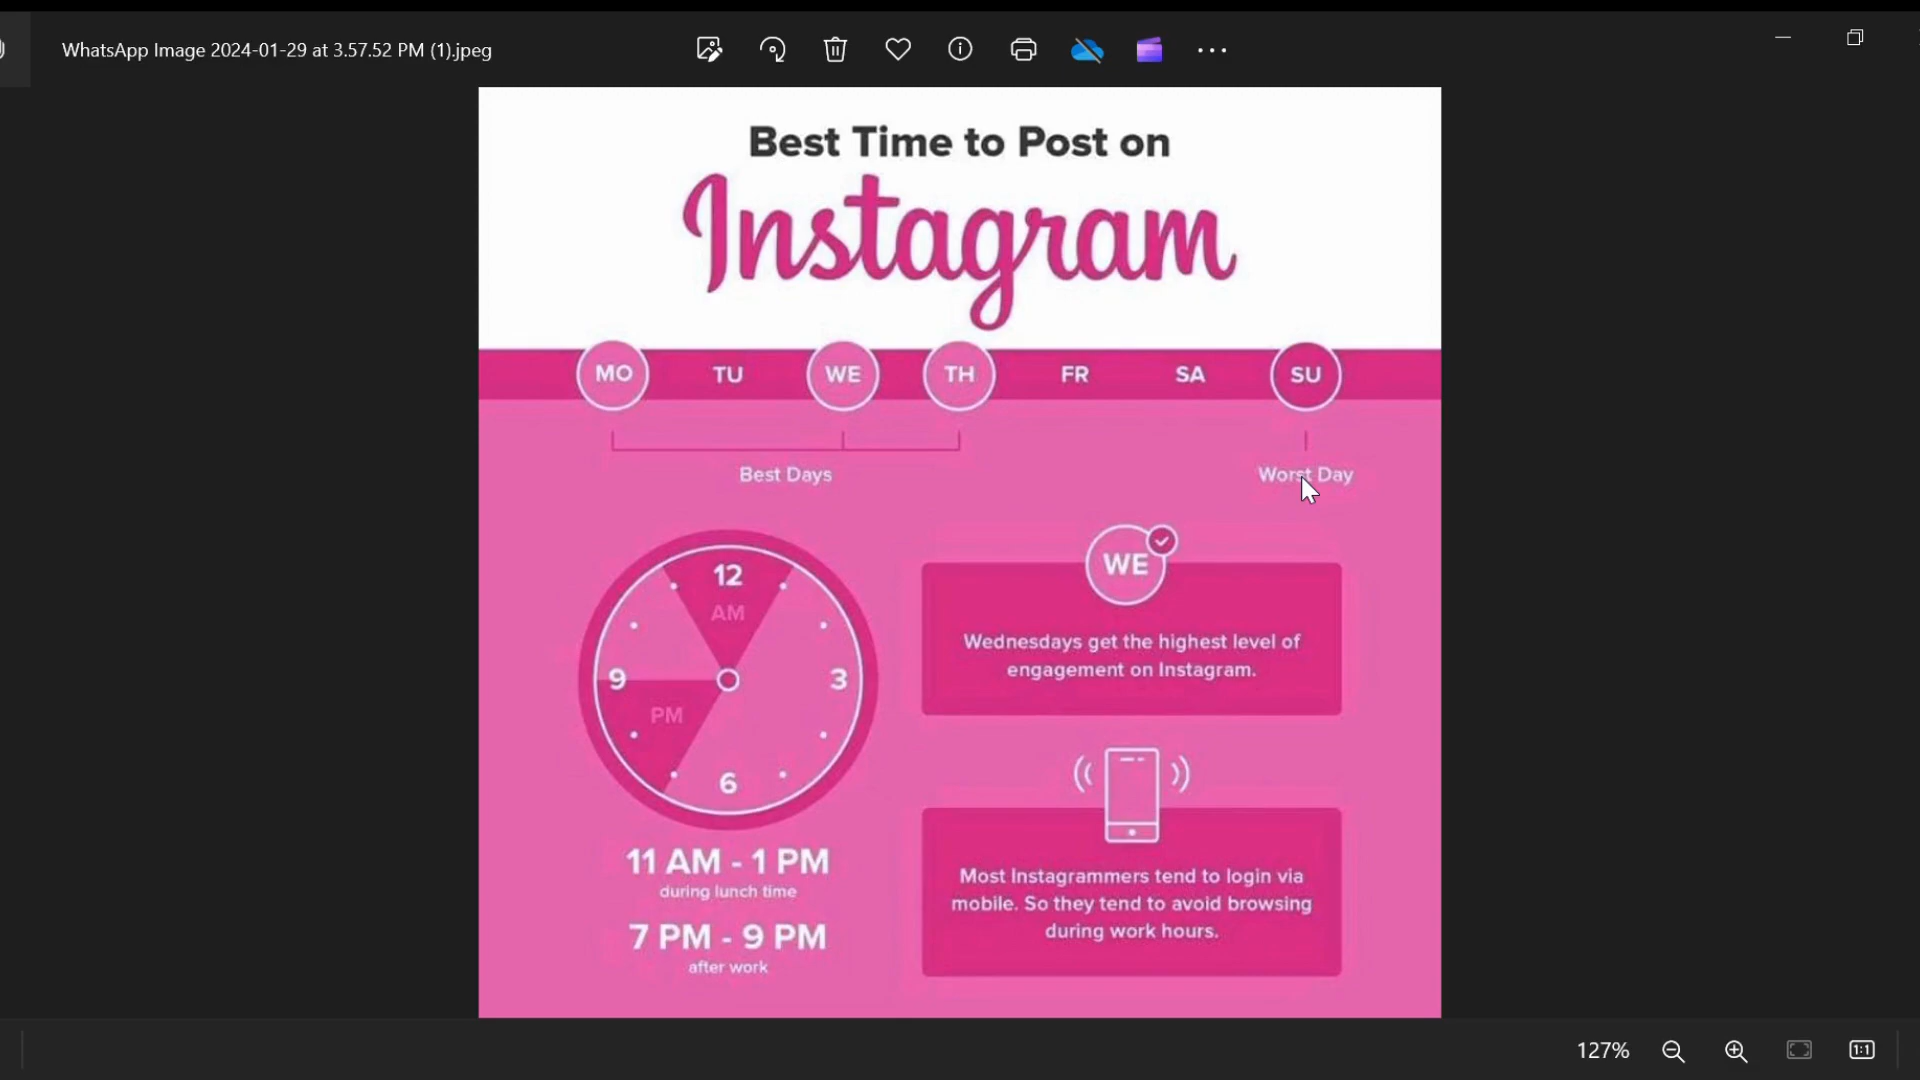 WhatsApp Image 2024-01-29 at 3.57.52 PM (1).jpeg
Best Time to Post on
Instagram
MO TU WE TH FR SA SU
Best Days
Worst Day
12
AM
9
3
PM
6
11 AM - 1 PM
during lunch time
7 PM - 9 PM
after work
WE
Wednesdays get the highest level of
engagement on Instagram.
Most Instagrammers tend to login via
mobile. So they tend to avoid browsing
during work hours.
127%
1:1